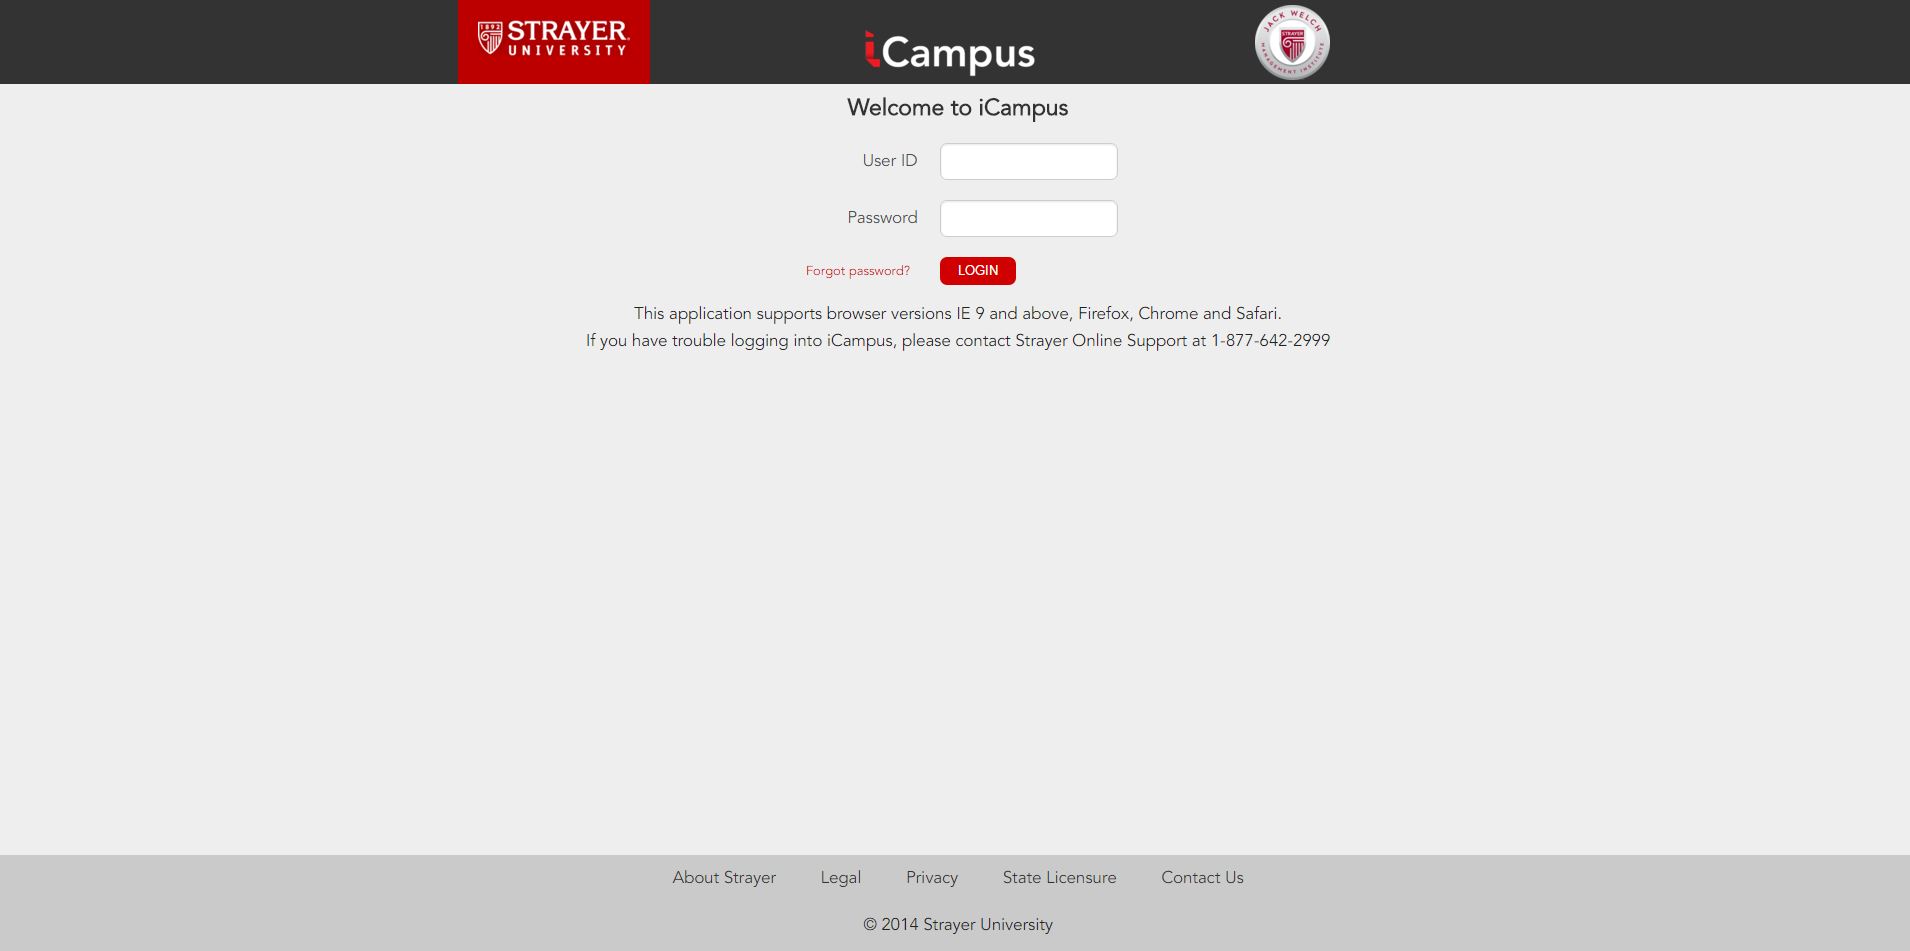 1892
STRAYER
UNIVERSITY
iCampus
JACK WELCH
STRAYER
MANAGEMENT INSTITUTE
Welcome to iCampus
User ID
Password
Forgot password?
LOGIN
This application supports browser versions IE 9 and above, Firefox, Chrome and Safari.
If you have trouble logging into iCampus, please contact Strayer Online Support at 1-877-642-2999
About Strayer
Legal
Privacy
State Licensure
Contact Us
© 2014 Strayer University